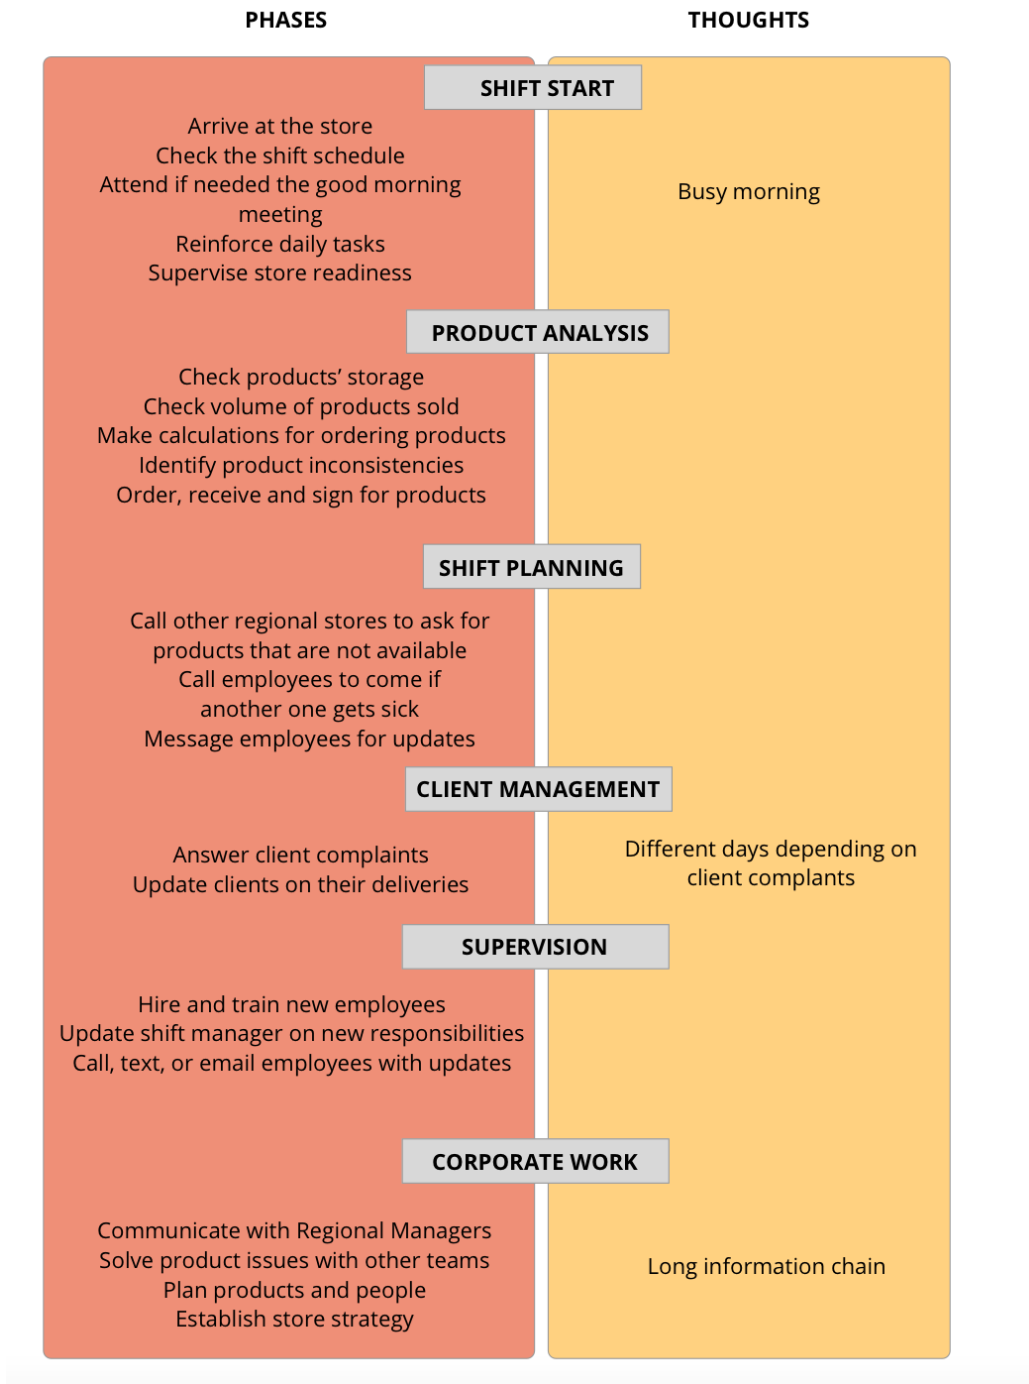 PHASES
THOUGHTS
SHIFT START
Arrive at the store
Check the shift schedule
Attend if needed the good morning
meeting
Reinforce daily tasks
Supervise store readiness
Busy morning
PRODUCT ANALYSIS
Check products’ storage
Check volume of products sold
Make calculations for ordering products
Identify product inconsistencies
Order, receive and sign for products
SHIFT PLANNING
Call other regional stores to ask for
products that are not available
Call employees to come if
another one gets sick
Message employees for updates
CLIENT MANAGEMENT
Answer client complaints
Update clients on their deliveries
Different days depending on
client complants
SUPERVISION
Hire and train new employees
Update shift manager on new responsibilities
Call, text, or email employees with updates
CORPORATE WORK
Communicate with Regional Managers
Solve product issues with other teams
Plan products and people
Establish store strategy
Long information chain